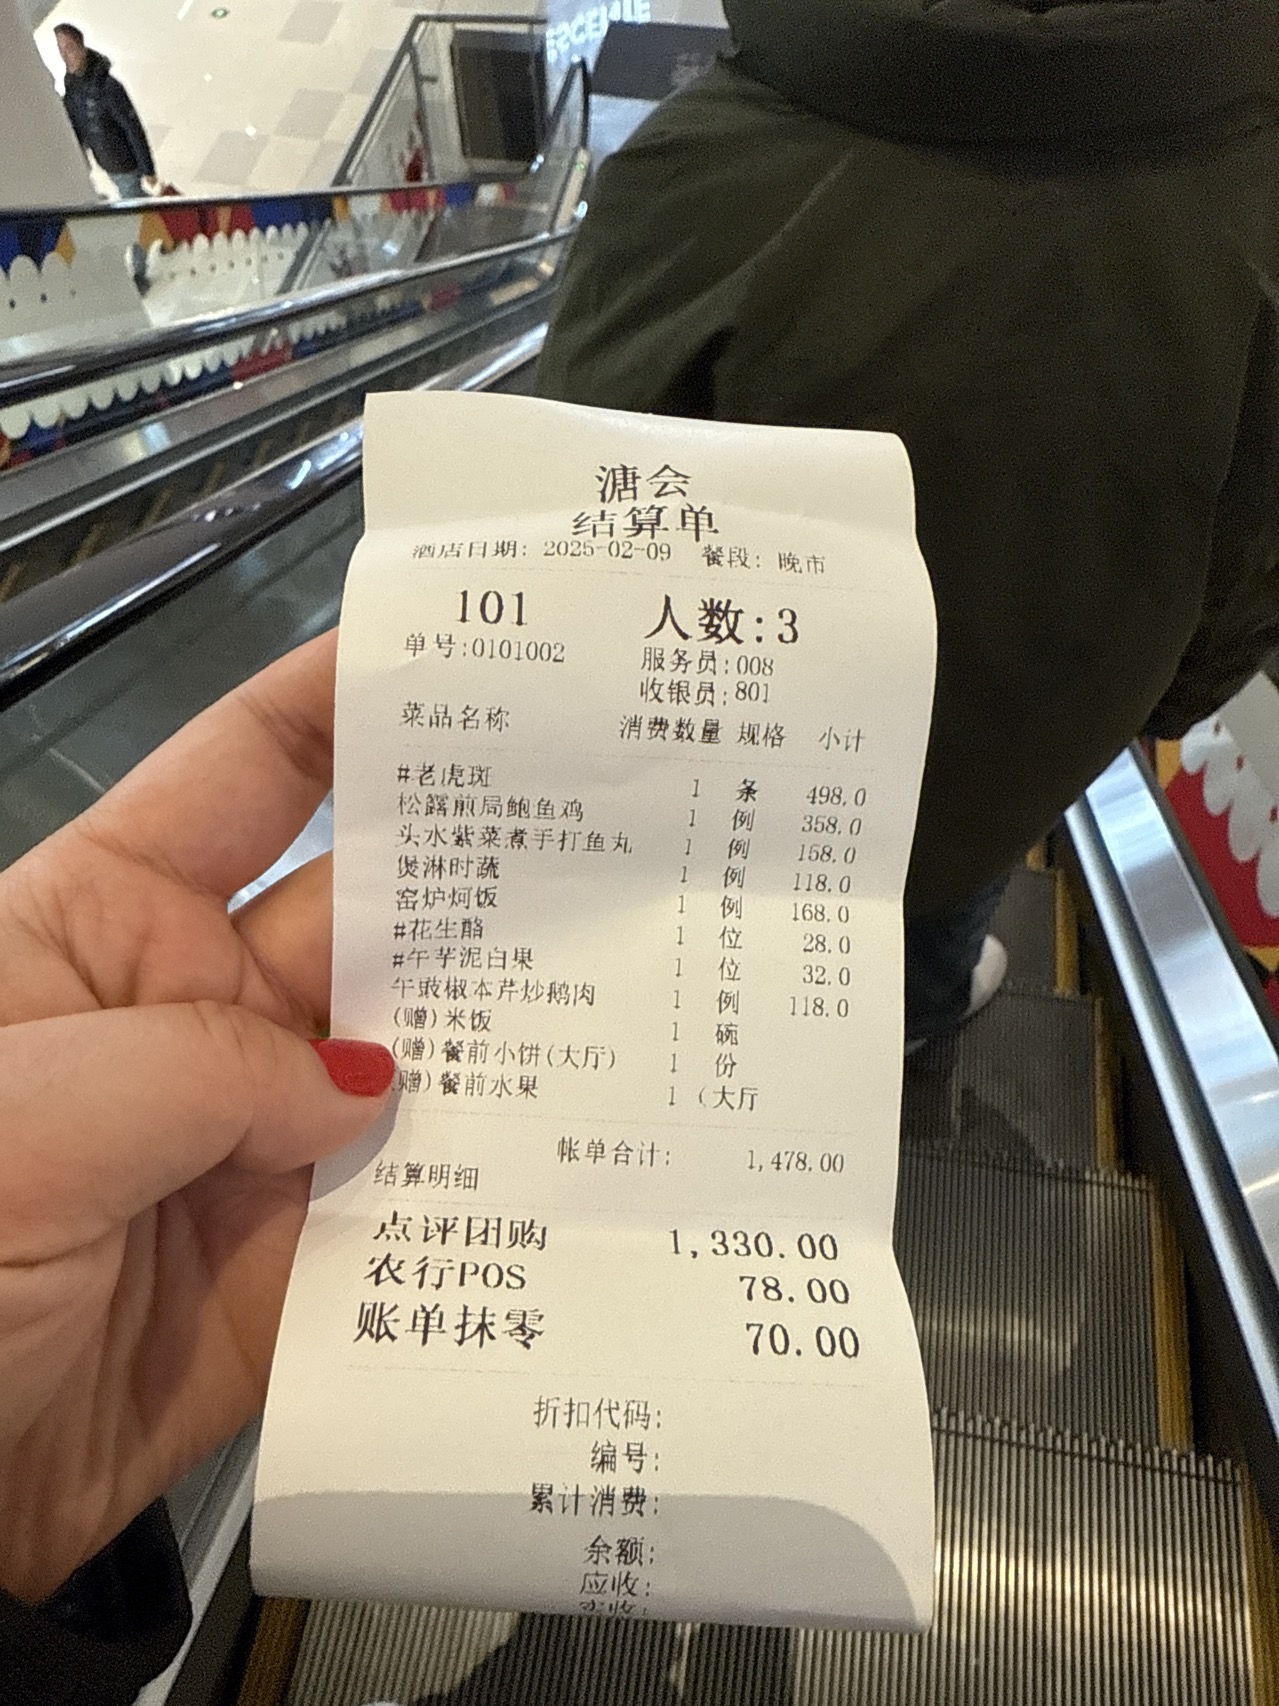 溏会
结算单
酒店日期: 2025-02-09 餐段: 晚市
101 人数:3
单号:0101002 服务员:008
收银员:801
菜品名称 消费数量 规格 小计
#老虎斑 1 条 498.0
松露煎局鲍鱼鸡 1 例 358.0
头水紫菜煮手打鱼丸 1 例 158.0
煲淋时蔬 1 例 118.0
窑炉焗饭 1 例 168.0
#花生酪 1 位 28.0
#午芋泥白果 1 位 32.0
午豉椒本芹炒鹅肉 1 例 118.0
(赠)米饭 1 碗
(赠)餐前小饼(大厅) 1 份
赠)餐前水果 1 (大厅
帐单合计: 1,478.00
结算明细
点评团购 1,330.00
农行POS 78.00
账单抹零 70.00
折扣代码:
编号:
累计消费:
余额:
应收: